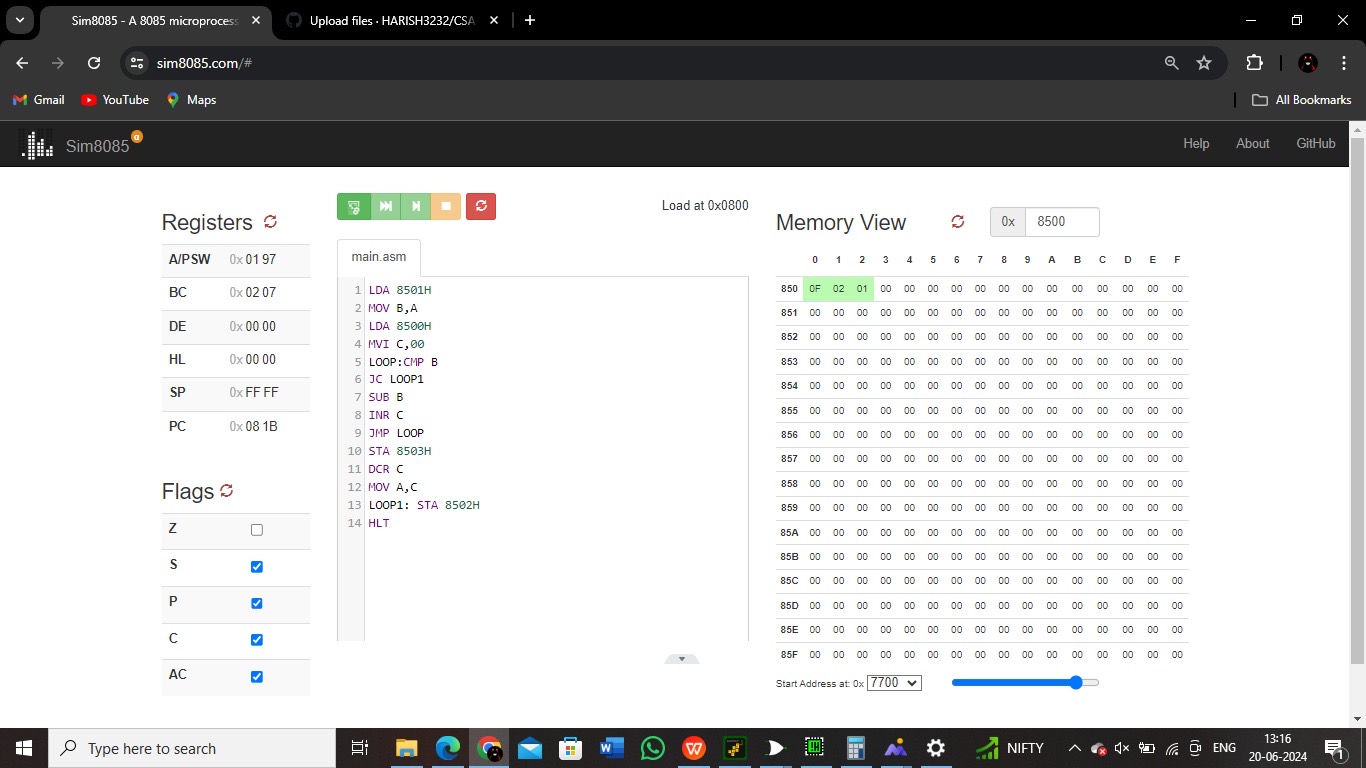 Sim8085 - A 8085 microprocess
Upload files · HARISH3232/CSA
sim8085.com/#
Gmail
YouTube
Maps
All Bookmarks
Sim8085
α
Help
About
GitHub
Registers
A/PSW 0x 01 97
BC 0x 02 07
DE 0x 00 00
HL 0x 00 00
SP 0x FF FF
PC 0x 08 1B
Flags
Z
S
P
C
AC
Load at 0x0800
main.asm
1 LDA 8501H
2 MOV B,A
3 LDA 8500H
4 MVI C,00
5 LOOP:CMP B
6 JC LOOP1
7 SUB B
8 INR C
9 JMP LOOP
10 STA 8503H
11 DCR C
12 MOV A,C
13 LOOP1: STA 8502H
14 HLT
Memory View
0x 8500
0 1 2 3 4 5 6 7 8 9 A B C D E F
850 0F 02 01 00 00 00 00 00 00 00 00 00 00 00 00 00
851 00 00 00 00 00 00 00 00 00 00 00 00 00 00 00 00
852 00 00 00 00 00 00 00 00 00 00 00 00 00 00 00 00
853 00 00 00 00 00 00 00 00 00 00 00 00 00 00 00 00
854 00 00 00 00 00 00 00 00 00 00 00 00 00 00 00 00
855 00 00 00 00 00 00 00 00 00 00 00 00 00 00 00 00
856 00 00 00 00 00 00 00 00 00 00 00 00 00 00 00 00
857 00 00 00 00 00 00 00 00 00 00 00 00 00 00 00 00
858 00 00 00 00 00 00 00 00 00 00 00 00 00 00 00 00
859 00 00 00 00 00 00 00 00 00 00 00 00 00 00 00 00
85A 00 00 00 00 00 00 00 00 00 00 00 00 00 00 00 00
85B 00 00 00 00 00 00 00 00 00 00 00 00 00 00 00 00
85C 00 00 00 00 00 00 00 00 00 00 00 00 00 00 00 00
85D 00 00 00 00 00 00 00 00 00 00 00 00 00 00 00 00
85E 00 00 00 00 00 00 00 00 00 00 00 00 00 00 00 00
85F 00 00 00 00 00 00 00 00 00 00 00 00 00 00 00 00
Start Address at: 0x 7700
Type here to search
NIFTY
ENG
13:16
20-06-2024
1